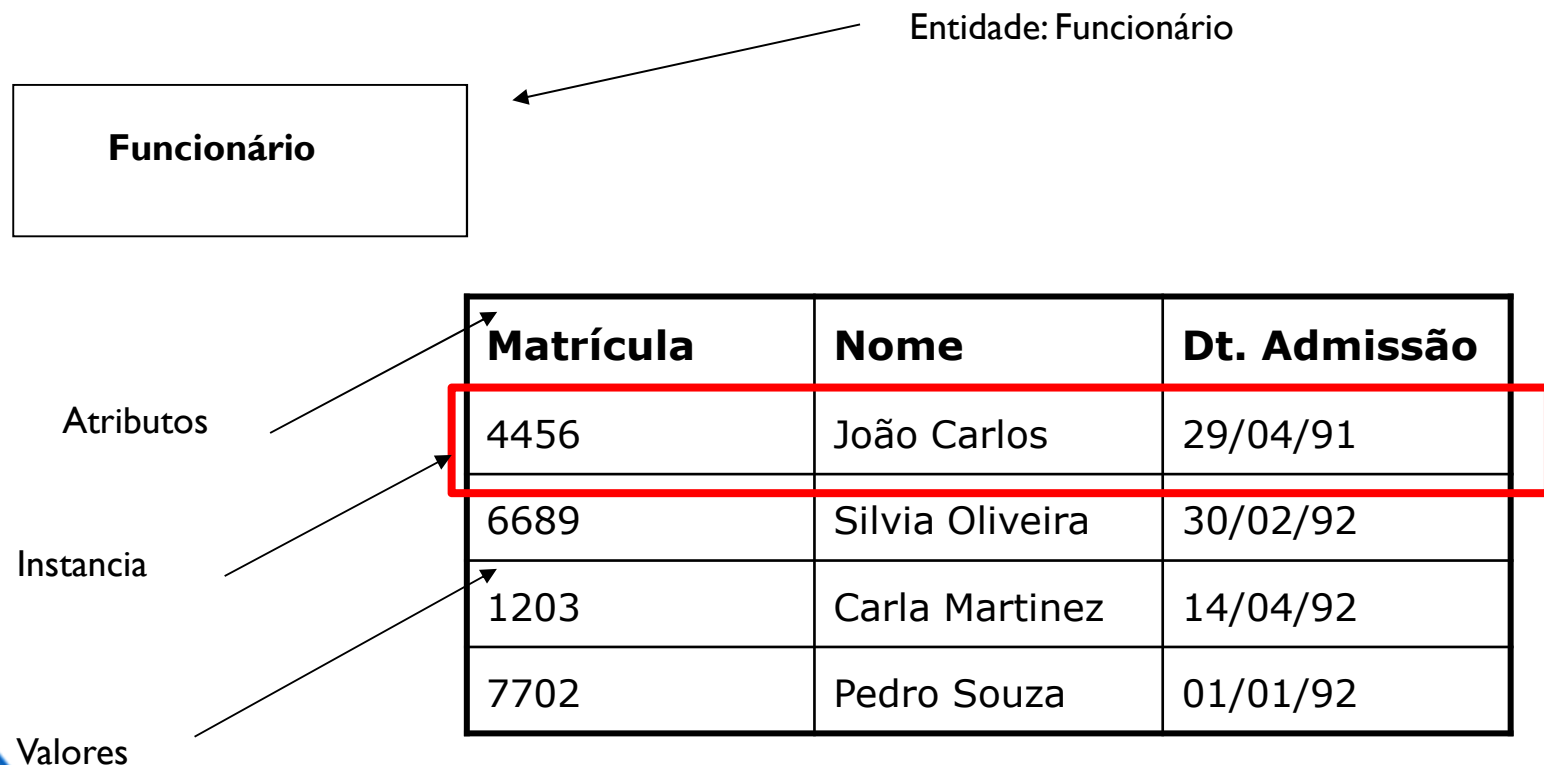 Entidade: Funcionário
Funcionário
Matrícula Nome Dt. Admissão
Atributos
4456 João Carlos 29/04/91
6689 Silvia Oliveira 30/02/92
Instancia
1203 Carla Martinez 14/04/92
7702 Pedro Souza 01/01/92
Valores